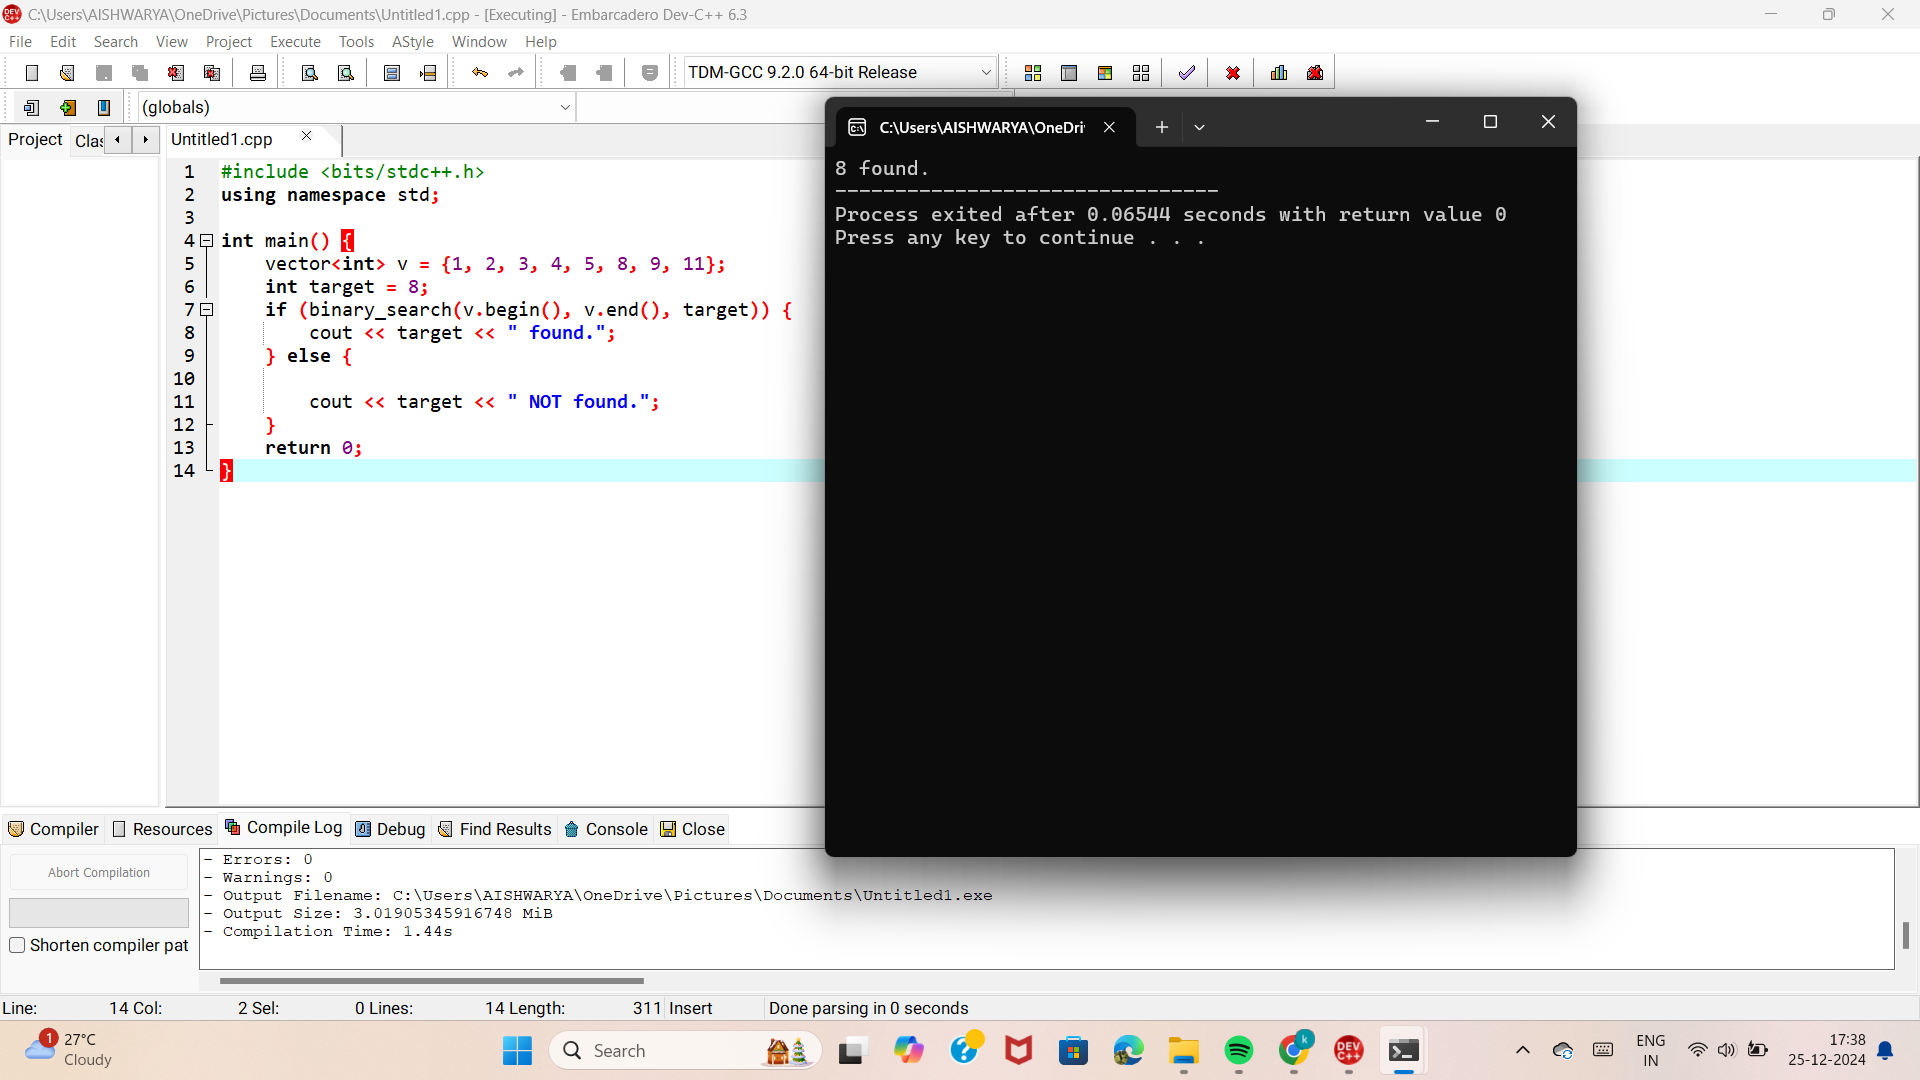 C:\Users\AISHWARYA\OneDrive\Pictures\Documents\Untitled1.cpp - [Executing] - Embarcadero Dev-C++ 6.3
File Edit Search View Project Execute Tools AStyle Window Help
TDM-GCC 9.2.0 64-bit Release
(globals)
Project Clas Untitled1.cpp
1 #include <bits/stdc++.h>
2 using namespace std;
3
4 int main() {
5 vector<int> v = {1, 2, 3, 4, 5, 8, 9, 11};
6 int target = 8;
7 if (binary_search(v.begin(), v.end(), target)) {
8 cout << target << " found.";
9 } else {
10
11 cout << target << " NOT found.";
12 }
13 return 0;
14 }
C:\Users\AISHWARYA\OneDri
8 found.
--------------------------------
Process exited after 0.06544 seconds with return value 0
Press any key to continue . . .
Compiler Resources Compile Log Debug Find Results Console Close
Abort Compilation
Shorten compiler pat
- Errors: 0
- Warnings: 0
- Output Filename: C:\Users\AISHWARYA\OneDrive\Pictures\Documents\Untitled1.exe
- Output Size: 3.01905345916748 MiB
- Compilation Time: 1.44s
Line: 14 Col: 2 Sel: 0 Lines: 14 Length: 311 Insert Done parsing in 0 seconds
1
27°C
Cloudy
Search
k
DEV C++
ENG
IN
17:38
25-12-2024